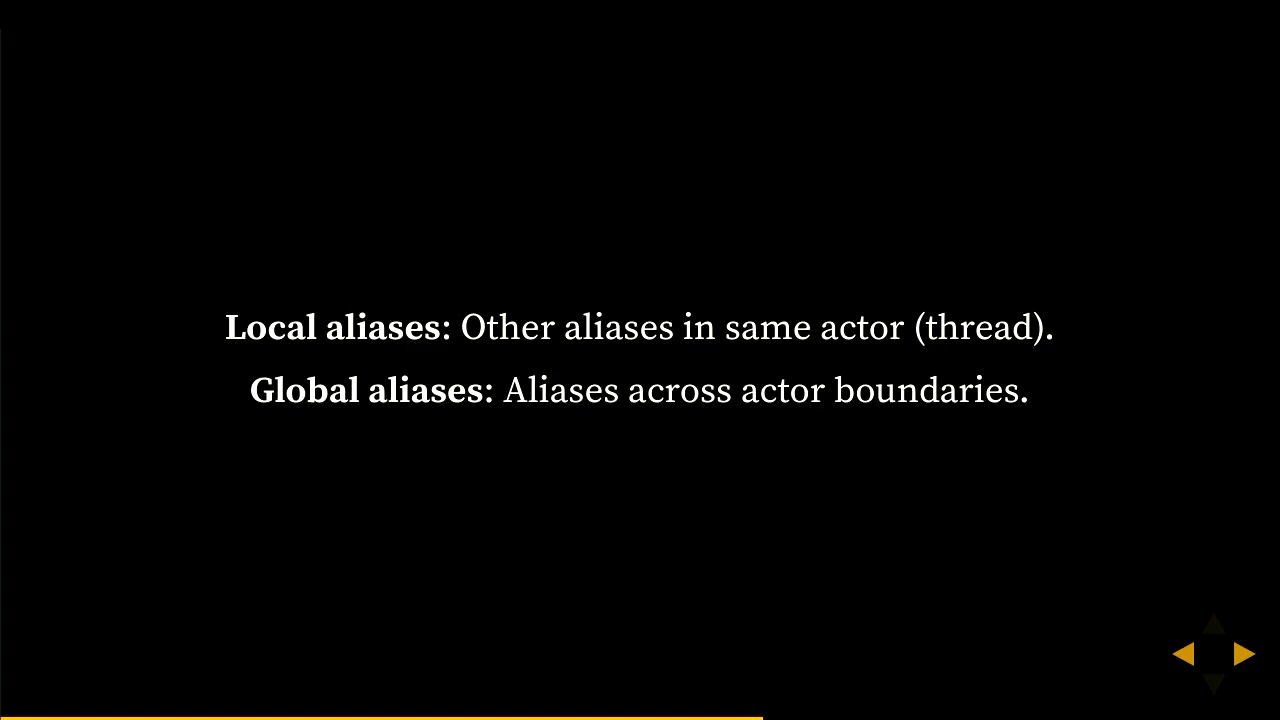 Local aliases: Other aliases in same actor (thread).
Global aliases: Aliases across actor boundaries.